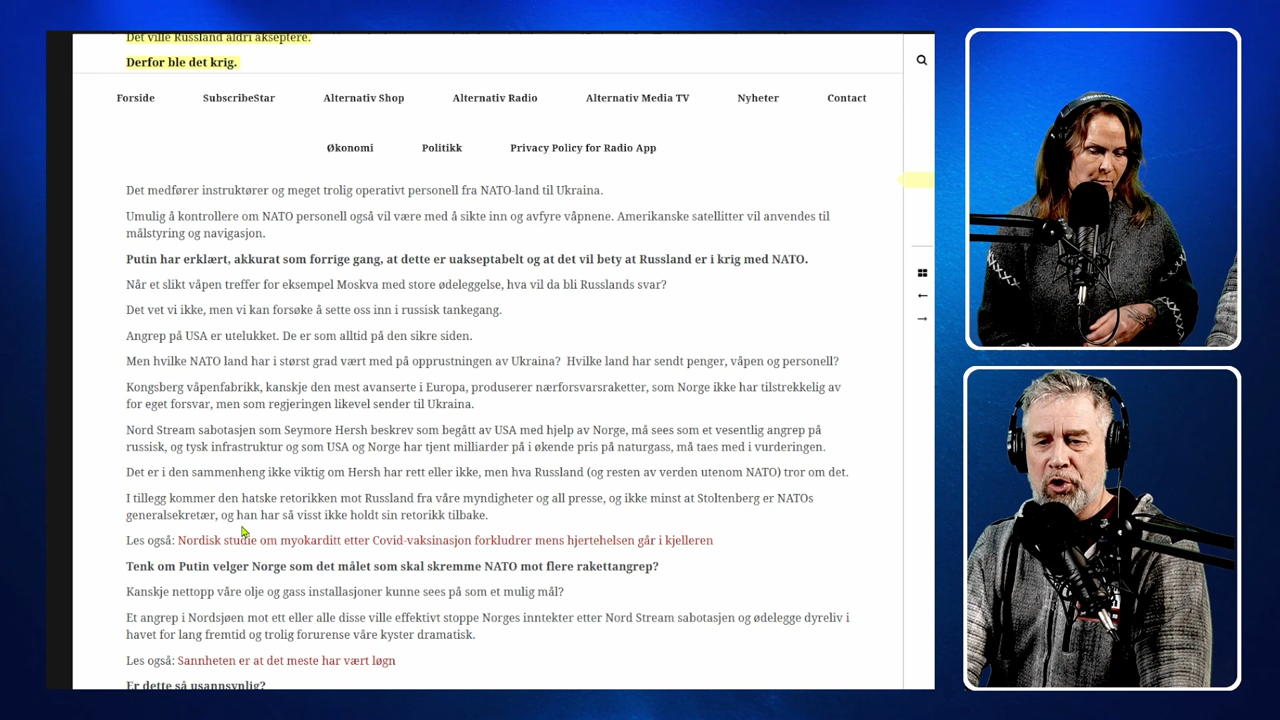 Det ville Russland aldri akseptere.
Derfor ble det krig.
Forside SubscribeStar Alternativ Shop Alternativ Radio Alternativ Media TV Nyheter Contact
Økonomi Politikk Privacy Policy for Radio App
Det medfører instruktører og meget trolig operativt personell fra NATO-land til Ukraina.
Umulig å kontrollere om NATO personell også vil være med å sikte inn og avfyre våpnene. Amerikanske satellitter vil anvendes til
målstyring og navigasjon.
Putin har erklært, akkurat som forrige gang, at dette er uakseptabelt og at det vil bety at Russland er i krig med NATO.
Når et slikt våpen treffer for eksempel Moskva med store ødeleggelse, hva vil da bli Russlands svar?
Det vet vi ikke, men vi kan forsøke å sette oss inn i russisk tankegang.
Angrep på USA er utelukket. De er som alltid på den sikre siden.
Men hvilke NATO land har i størst grad vært med på opprustningen av Ukraina? Hvilke land har sendt penger, våpen og personell?
Kongsberg våpenfabrikk, kanskje den mest avanserte i Europa, produserer nærforsvarsraketter, som Norge ikke har tilstrekkelig av
for eget forsvar, men som regjeringen likevel sender til Ukraina.
Nord Stream sabotasjen som Seymore Hersh beskrev som begått av USA med hjelp av Norge, må sees som et vesentlig angrep på
russisk, og tysk infrastruktur og som USA og Norge har tjent milliarder på i økende pris på naturgass, må taes med i vurderingen.
Det er i den sammenheng ikke viktig om Hersh har rett eller ikke, men hva Russland (og resten av verden utenom NATO) tror om det.
I tillegg kommer den hatske retorikken mot Russland fra våre myndigheter og all presse, og ikke minst at Stoltenberg er NATOs
generalsekretær, og han har så visst ikke holdt sin retorikk tilbake.
Les også: Nordisk studie om myokarditt etter Covid-vaksinasjon forkludrer mens hjertehelsen går i kjelleren
Tenk om Putin velger Norge som det målet som skal skremme NATO mot flere rakettangrep?
Kanskje nettopp våre olje og gass installasjoner kunne sees på som et mulig mål?
Et angrep i Nordsjøen mot ett eller alle disse ville effektivt stoppe Norges inntekter etter Nord Stream sabotasjen og ødelegge dyreliv i
havet for lang fremtid og trolig forurense våre kyster dramatisk.
Les også: Sannheten er at det meste har vært løgn
Er dette så usannsynlig?